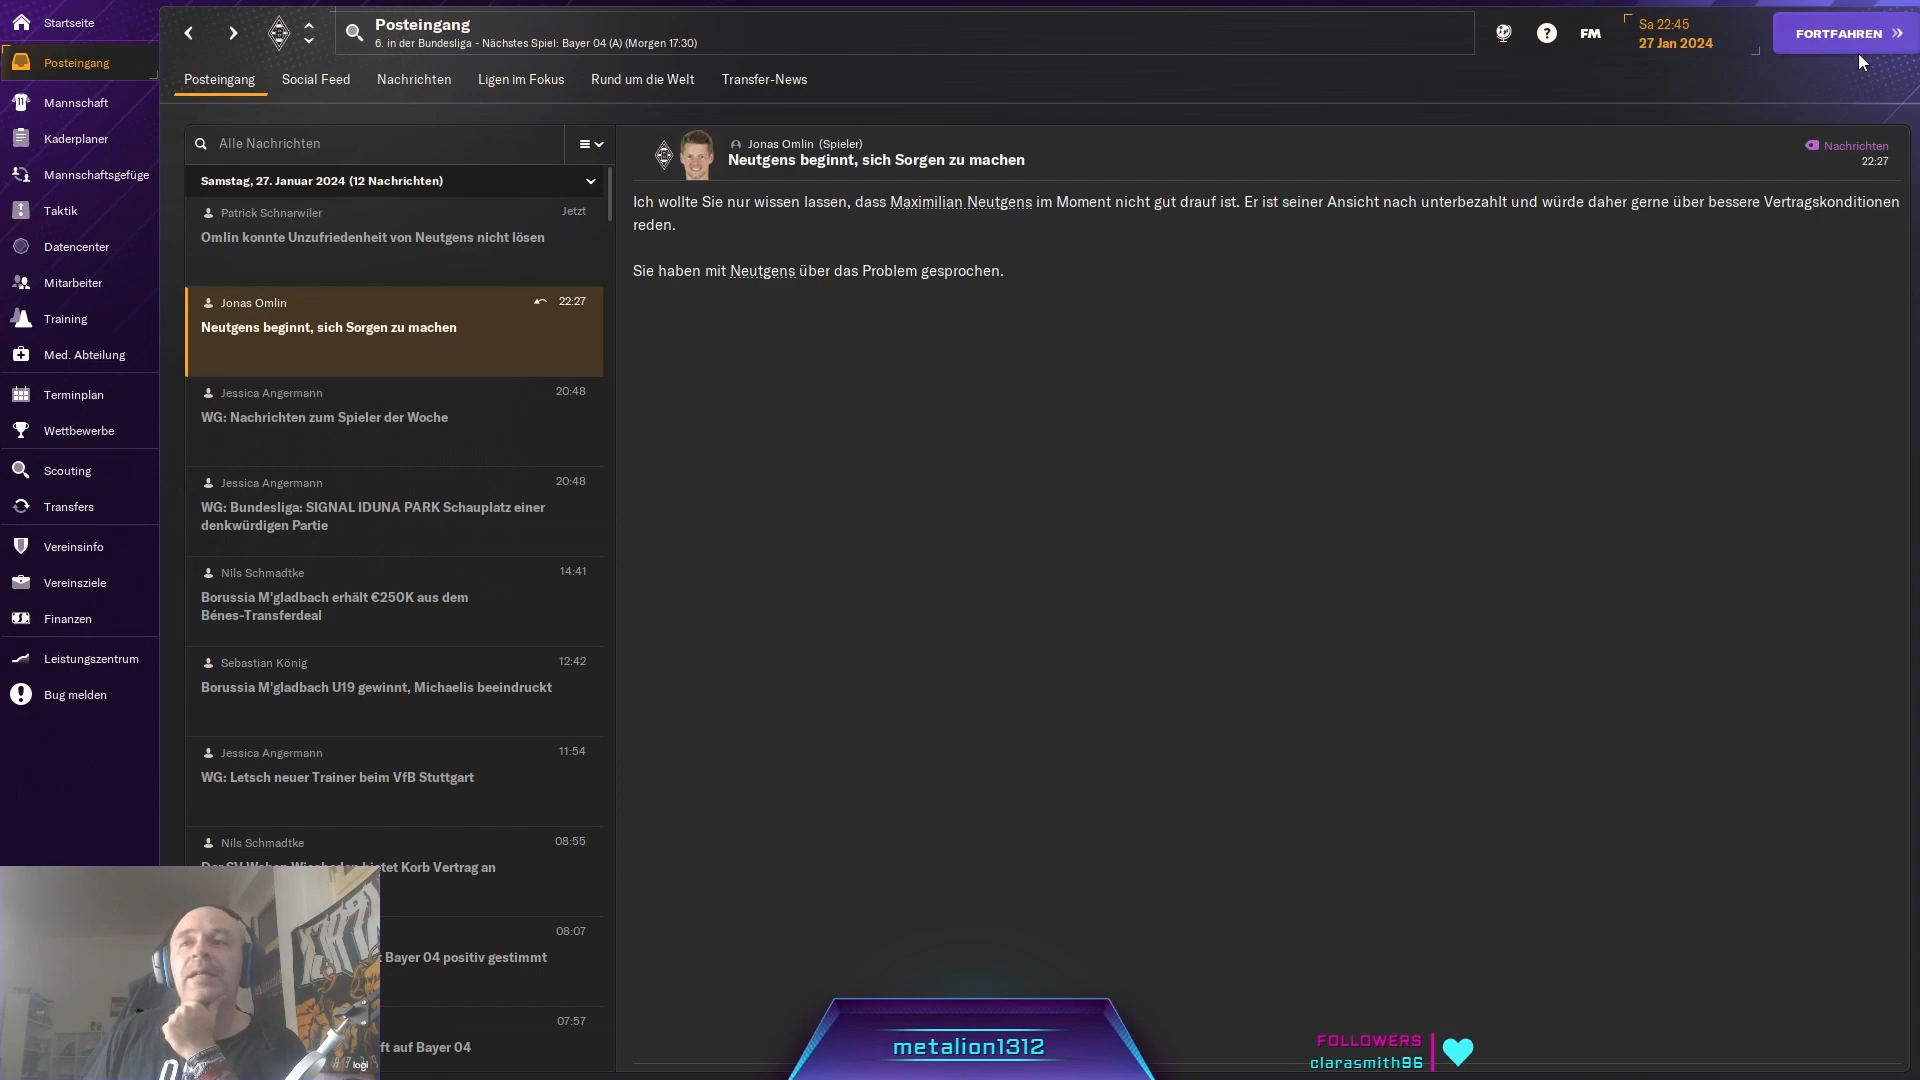 Startseite
Posteingang
Mannschaft
Kaderplaner
Mannschaftsgefüge
Taktik
Datencenter
Mitarbeiter
Training
Med. Abteilung
Terminplan
Wettbewerbe
Scouting
Transfers
Vereinsinfo
Vereinsziele
Finanzen
Leistungszentrum
Bug melden
Posteingang
6. in der Bundesliga - Nächstes Spiel: Bayer 04 (A) (Morgen 17:30)
FM
Sa 22:45
27 Jan 2024
FORTFAHREN
Posteingang Social Feed Nachrichten Ligen im Fokus Rund um die Welt Transfer-News
Alle Nachrichten
Samstag, 27. Januar 2024 (12 Nachrichten)
Patrick Schnarwiler Jetzt
Omlin konnte Unzufriedenheit von Neutgens nicht lösen
Jonas Omlin 22:27
Neutgens beginnt, sich Sorgen zu machen
Jessica Angermann 20:48
WG: Nachrichten zum Spieler der Woche
Jessica Angermann 20:48
WG: Bundesliga: SIGNAL IDUNA PARK Schauplatz einer
denkwürdigen Partie
Nils Schmadtke 14:41
Borussia M'gladbach erhält €250K aus dem
Bénes-Transferdeal
Sebastian König 12:42
Borussia M'gladbach U19 gewinnt, Michaelis beeindruckt
Jessica Angermann 11:54
WG: Letsch neuer Trainer beim VfB Stuttgart
Nils Schmadtke 08:55
Der SV Wehen Wiesbaden bietet Korb Vertrag an
08:07
Bayer 04 positiv gestimmt
07:57
ft auf Bayer 04
Jonas Omlin (Spieler)
Neutgens beginnt, sich Sorgen zu machen
Nachrichten
22:27
Ich wollte Sie nur wissen lassen, dass Maximilian Neutgens im Moment nicht gut drauf ist. Er ist seiner Ansicht nach unterbezahlt und würde daher gerne über bessere Vertragskonditionen
reden.
Sie haben mit Neutgens über das Problem gesprochen.
logi
metalion1312
FOLLOWERS
clarasmith96